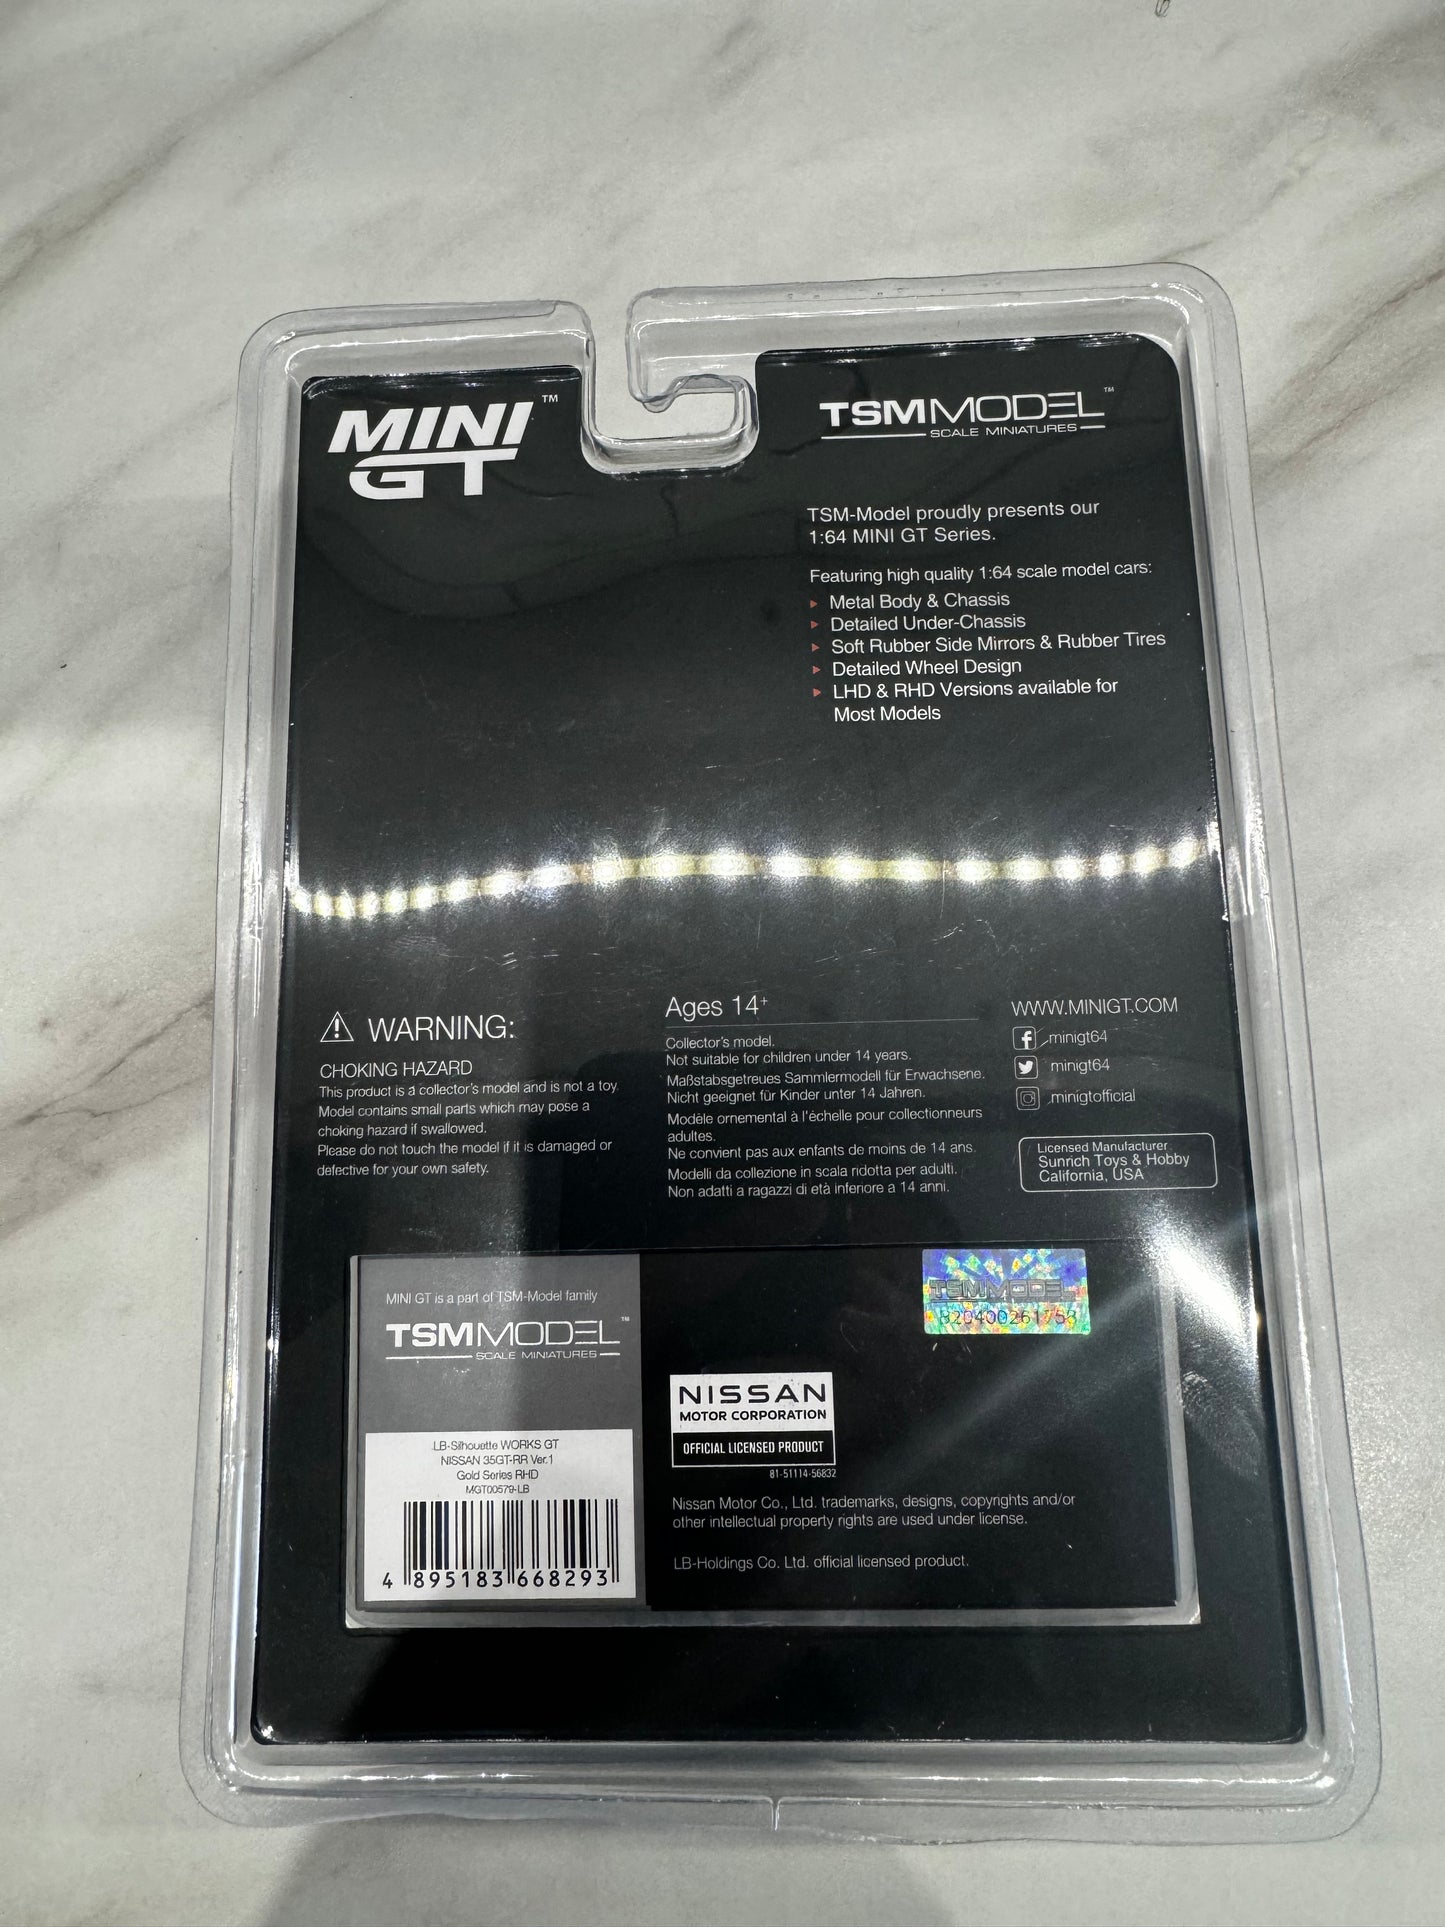 MINI GT™
TSMMODEL™
SCALE MINIATURES
TSM-Model proudly presents our
1:64 MINI GT Series.
Featuring high quality 1:64 scale model cars:
Metal Body & Chassis
Detailed Under-Chassis
Soft Rubber Side Mirrors & Rubber Tires
Detailed Wheel Design
LHD & RHD Versions available for
Most Models
WARNING:
CHOKING HAZARD
This product is a collector's model and is not a toy.
Model contains small parts which may pose a
choking hazard if swallowed.
Please do not touch the model if it is damaged or
defective for your own safety.
Ages 14+
Collector's model.
Not suitable for children under 14 years.
Maßstabsgetreues Sammlermodell für Erwachsene.
Nicht geeignet für Kinder unter 14 Jahren.
Modèle ornemental à l'échelle pour collectionneurs
adultes.
Ne convient pas aux enfants de moins de 14 ans.
Modelli da collezione in scala ridotta per adulti.
Non adatti a ragazzi di età inferiore a 14 anni.
WWW.MINIGT.COM
minigt64
minigt64
minigtofficial
Licensed Manufacturer
Sunrich Toys & Hobby
California, USA
MINI GT is a part of TSM-Model family
TSMMODEL™
SCALE MINIATURES
LB-Silhouette WORKS GT
NISSAN 35GT-RR Ver.1
Gold Series RHD
MGT00579-LB
4 895183 668293
TSMMODEL
820400261753
NISSAN
MOTOR CORPORATION
OFFICIAL LICENSED PRODUCT
81-51114-56832
Nissan Motor Co., Ltd. trademarks, designs, copyrights and/or
other intellectual property rights are used under license.
LB-Holdings Co. Ltd. official licensed product.